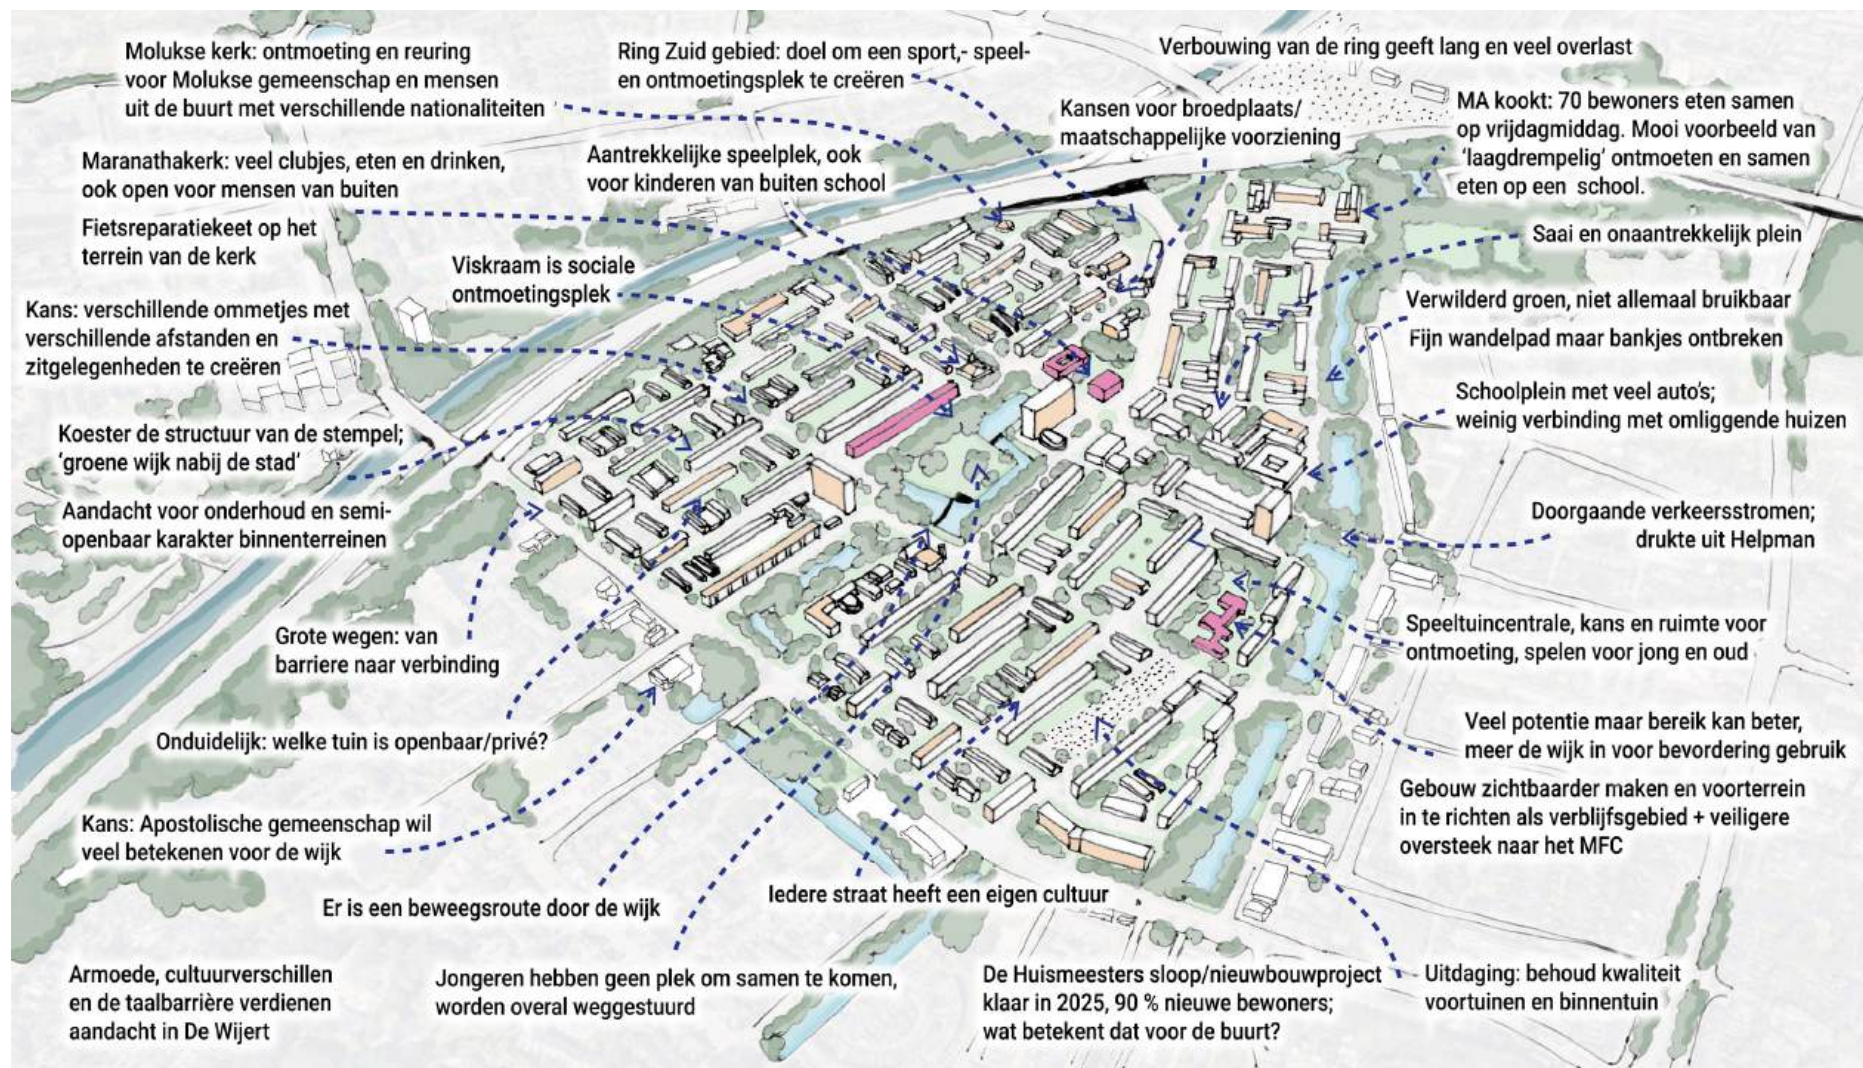 Molukse kerk: ontmoeting en reuring
voor Molukse gemeenschap en mensen
uit de buurt met verschillende nationaliteiten
Ring Zuid gebied: doel om een sport,- speel-
en ontmoetingsplek te creëren
Verbouwing van de ring geeft lang en veel overlast
Kansen voor broedplaats/
maatschappelijke voorziening
MA kookt: 70 bewoners eten samen
op vrijdagmiddag. Mooi voorbeeld van
'laagdrempelig' ontmoeten en samen
eten op een school.
Maranathakerk: veel clubjes, eten en drinken,
ook open voor mensen van buiten
Fietsreparatiekeet op het
terrein van de kerk
Aantrekkelijke speelplek, ook
voor kinderen van buiten school
Viskraam is sociale
ontmoetingsplek
Saai en onaantrekkelijk plein
Kans: verschillende ommetjes met
verschillende afstanden en
zitgelegenheden te creëren
Verwilderd groen, niet allemaal bruikbaar
Fijn wandelpad maar bankjes ontbreken
Schoolplein met veel auto's;
weinig verbinding met omliggende huizen
Koester de structuur van de stempel;
'groene wijk nabij de stad'
Aandacht voor onderhoud en semi-
openbaar karakter binnenterreinen
Doorgaande verkeersstromen;
drukte uit Helpman
Grote wegen: van
barriere naar verbinding
Speeltuincentrale, kans en ruimte voor
ontmoeting, spelen voor jong en oud
Onduidelijk: welke tuin is openbaar/privé?
Veel potentie maar bereik kan beter,
meer de wijk in voor bevordering gebruik
Gebouw zichtbaarder maken en voorterrein
in te richten als verblijfsgebied + veiligere
oversteek naar het MFC
Kans: Apostolische gemeenschap wil
veel betekenen voor de wijk
Er is een beweegsroute door de wijk
Iedere straat heeft een eigen cultuur
Armoede, cultuurverschillen
en de taalbarrière verdienen
aandacht in De Wijert
Jongeren hebben geen plek om samen te komen,
worden overal weggestuurd
De Huismeesters sloop/nieuwbouwproject
klaar in 2025, 90 % nieuwe bewoners;
wat betekent dat voor de buurt?
Uitdaging: behoud kwaliteit
voortuinen en binnentuin